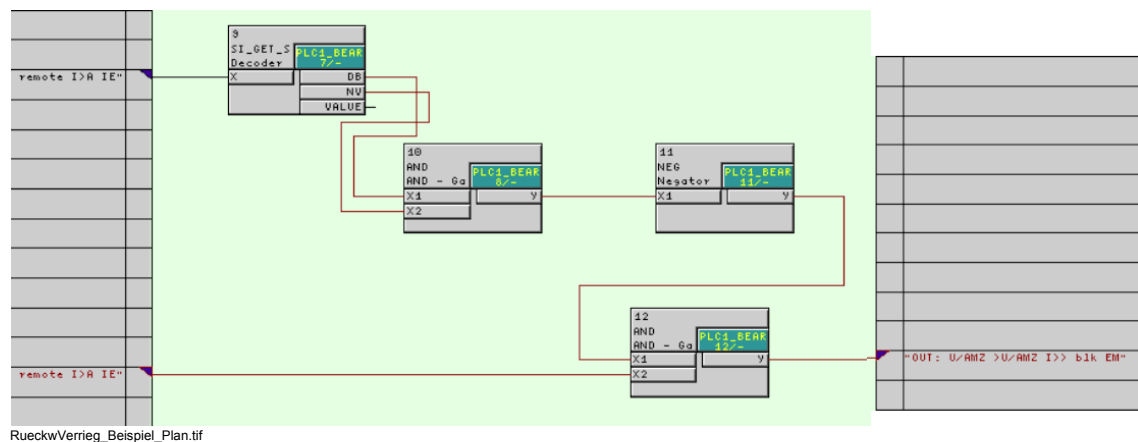 remote I>A IE"
9
SI_GET_S
Decoder
PLC1_BEAR
7/-
X
DB
NV
VALUE
10
AND
AND - Ga
PLC1_BEAR
8/-
X1
Y
X2
11
NEG
Negator
PLC1_BEAR
11/-
X1
Y
12
AND
AND - Ga
PLC1_BEAR
12/-
X1
Y
X2
remote I>A IE"
"OUT: U/AMZ >U/AMZ I>> blk EM"
RueckwVerrieg_Beispiel_Plan.tif